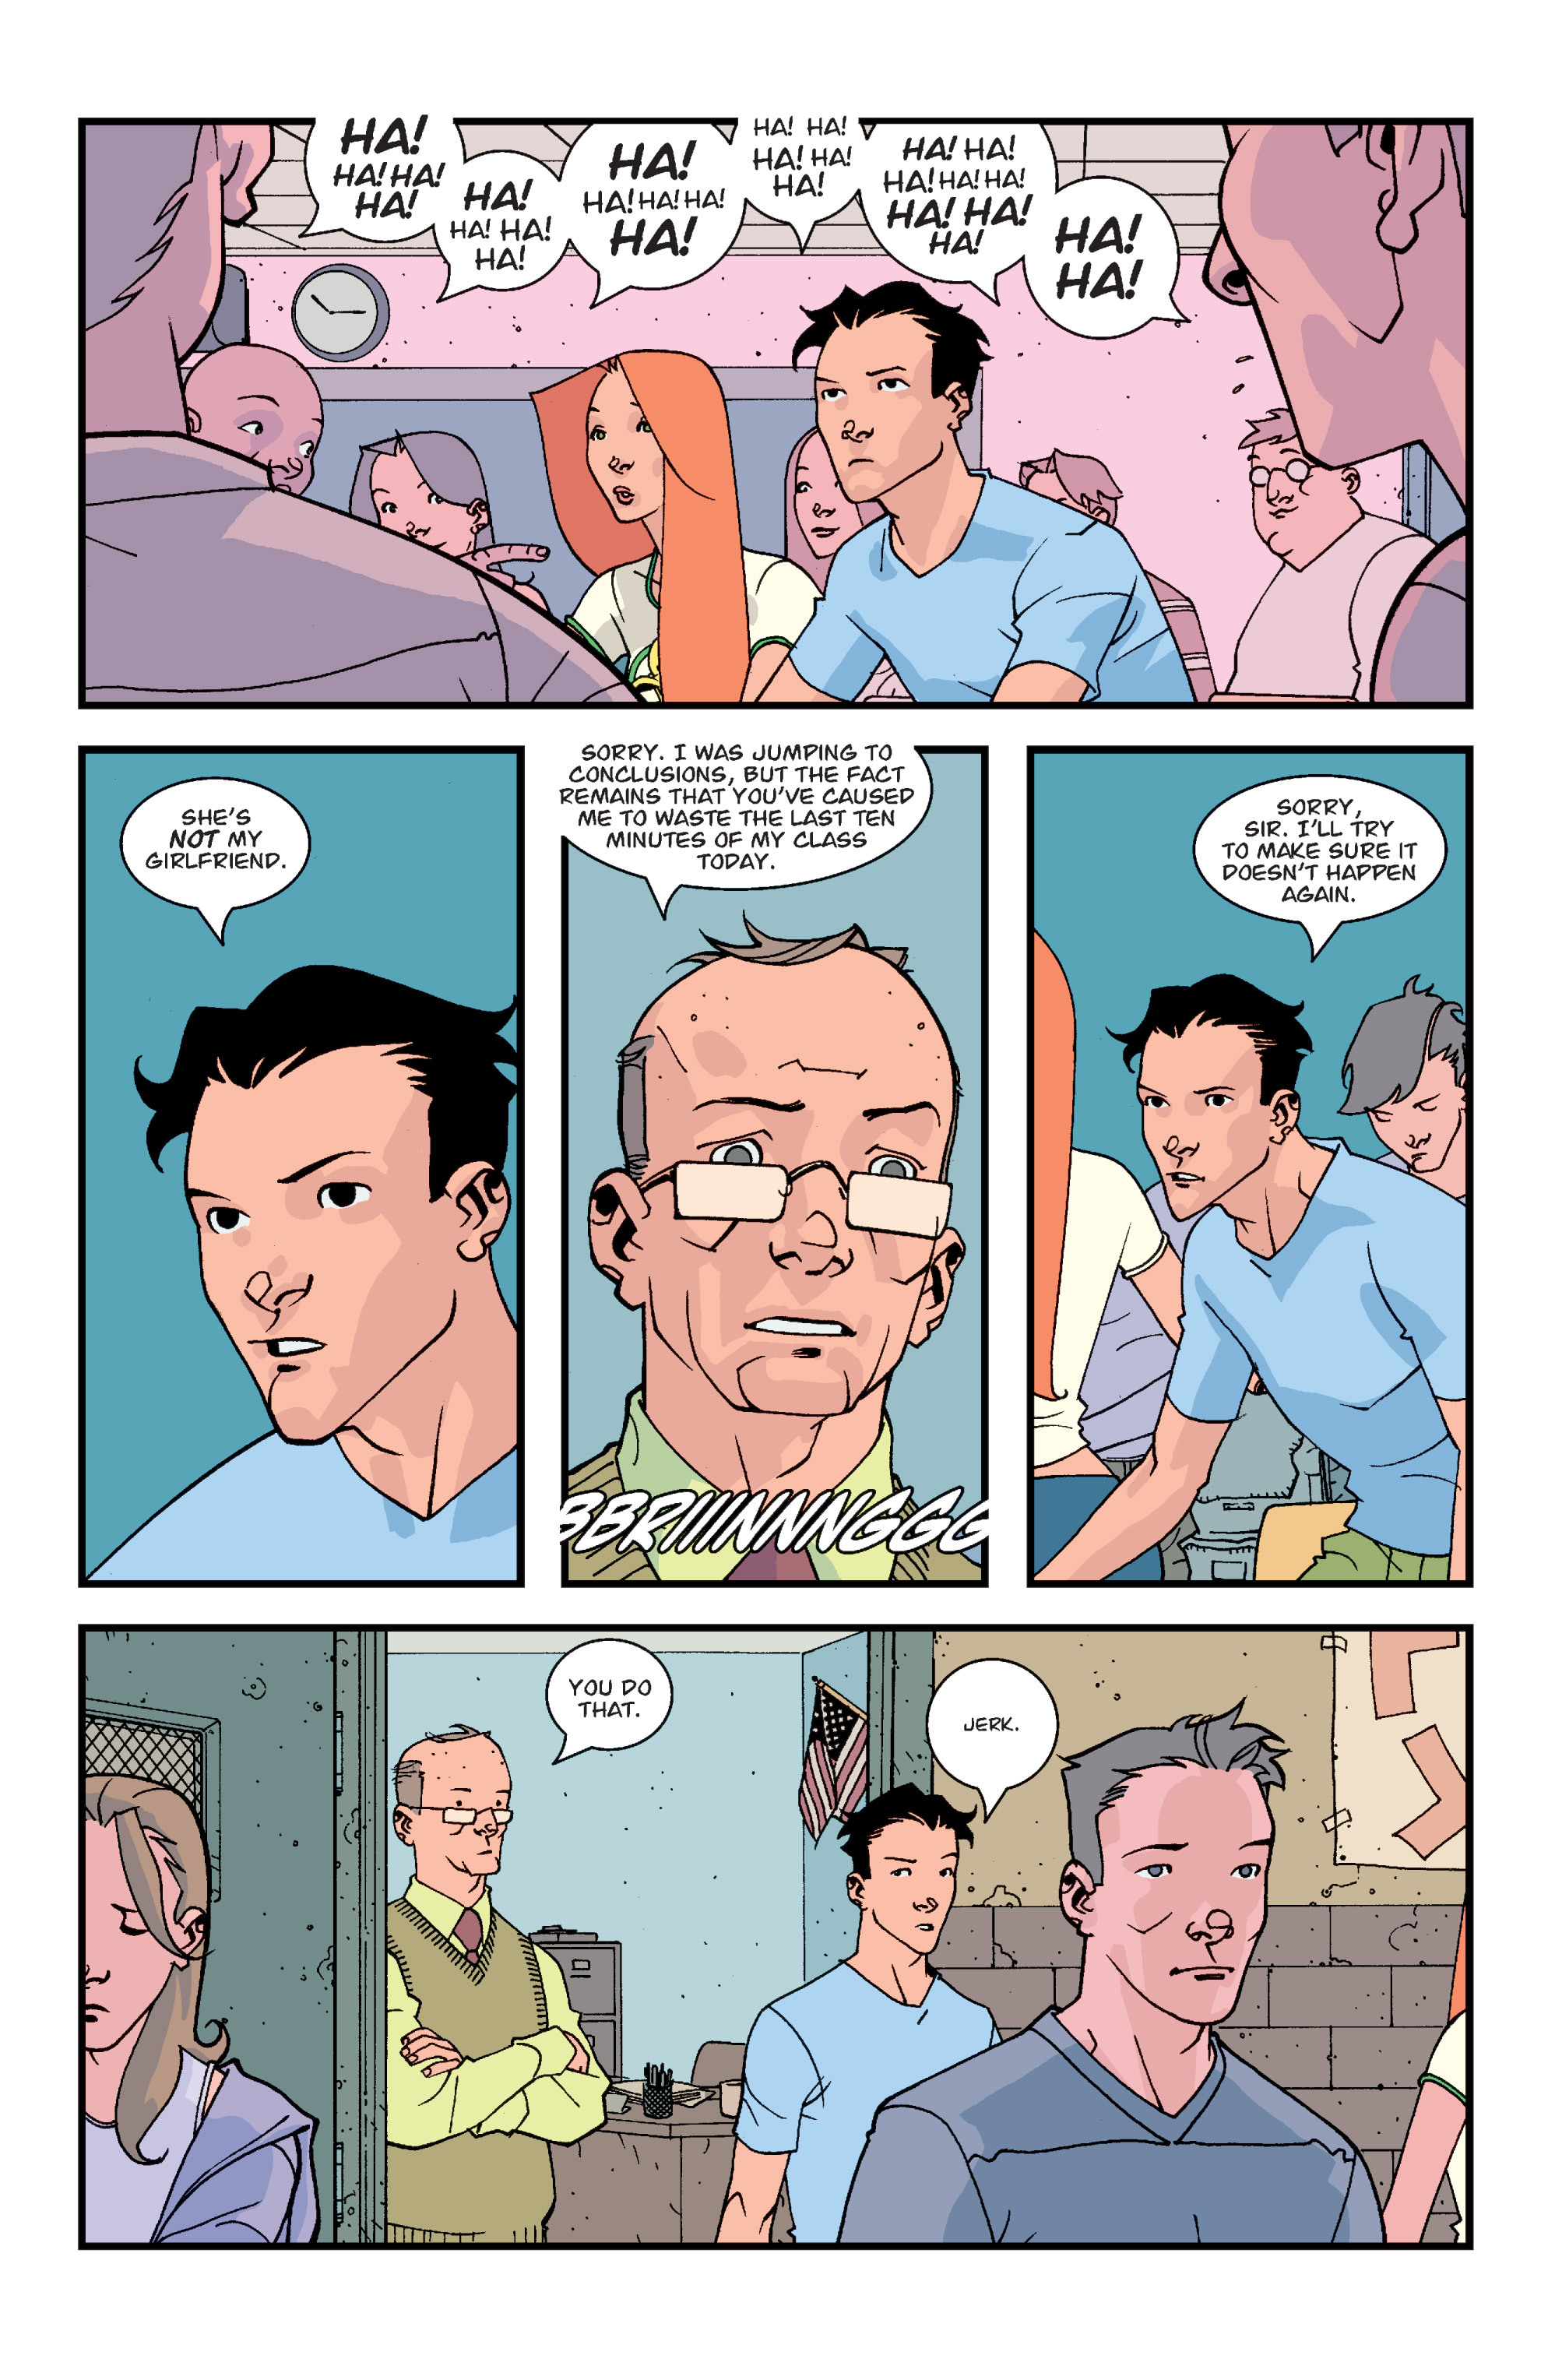 HA!
HA! HA!
HA!
HA!
HA! HA!
HA!
HA!
HA! HA! HA!
HA!
HA! HA!
HA! HA!
HA!
HA! HA!
HA! HA! HA!
HA! HA!
HA!
HA!
HA!
SHE'S
NOT MY
GIRLFRIEND.
SORRY. I WAS JUMPING TO
CONCLUSIONS, BUT THE FACT
REMAINS THAT YOU'VE CAUSED
ME TO WASTE THE LAST TEN
MINUTES OF MY CLASS
TODAY.
BBRIIINNNGGG
SORRY,
SIR. I'LL TRY
TO MAKE SURE IT
DOESN'T HAPPEN
AGAIN.
YOU DO
THAT.
JERK.